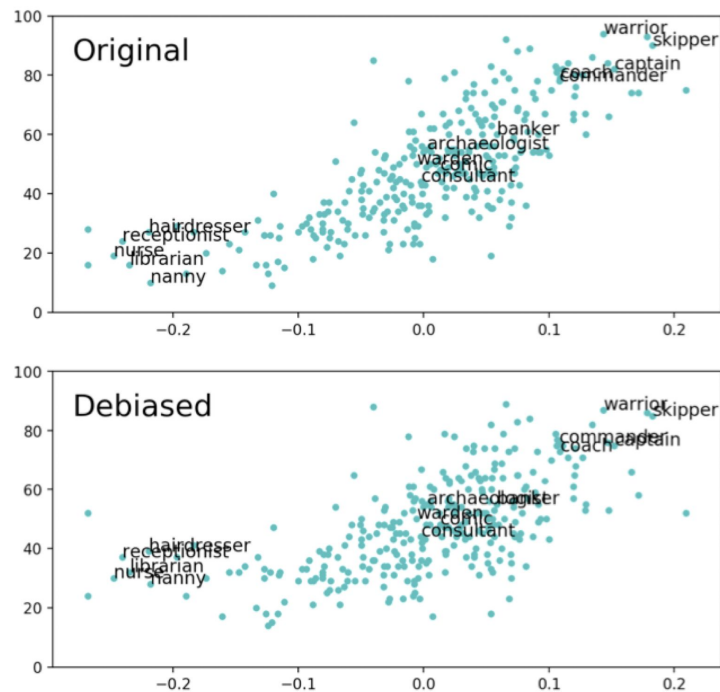 100
warrior
skipper
Original
80
captain
coach
commander
60
banker
archaeologist
warden
comic
40
consultant
hairdresser
receptionist
20
nurse
librarian
nanny
0
−0.2 −0.1 0.0 0.1 0.2
100
Debiased
warrior
skipper
80
commander
captain
coach
60
archaeologist
banker
warden
comic
40
consultant
hairdresser
receptionist
librarian
nurse
nanny
20
0
−0.2 −0.1 0.0 0.1 0.2